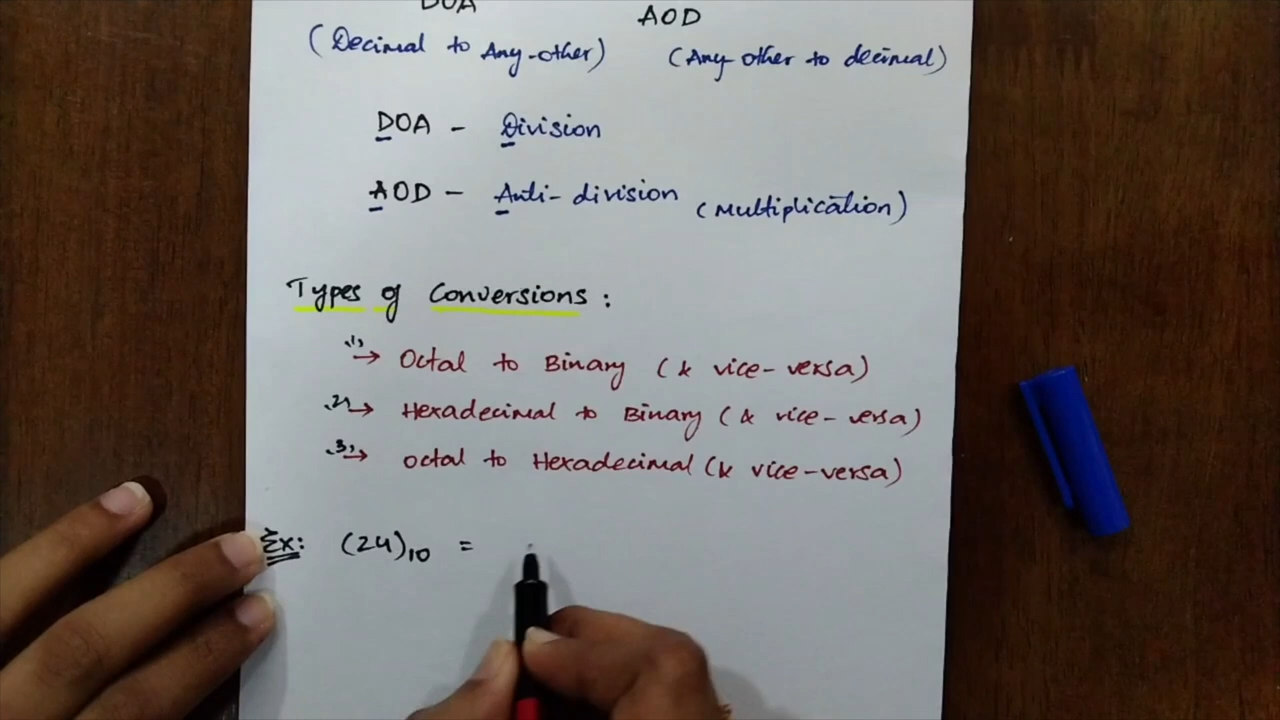 DOA AOD
(Decimal to Any-other) (Any other to decimal)
DOA - Division
AOD - Anti-division (Multiplication)
Types of Conversions:
.1, → Octal to Binary (& vice-versa)
.2, → Hexadecimal to Binary (& vice-versa)
.3, → octal to Hexadecimal (& vice-versa)
Ex: (24)₁₀ =